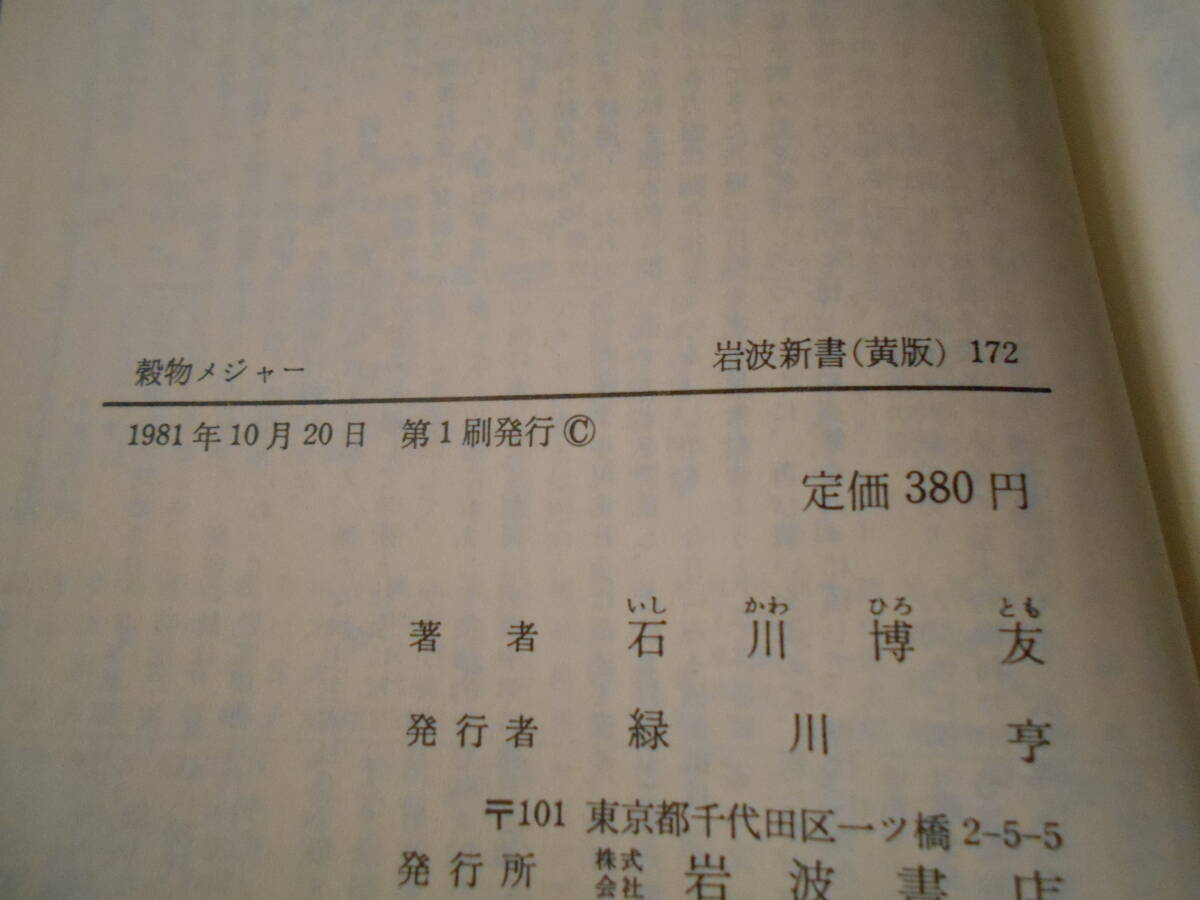 穀物メジャー 岩波新書(黄版) 172
1981年10月20日 第1刷発行©
定価 380円
著者 石川博友
いし かわ ひろ とも
発行者 緑川亨
〒101 東京都千代田区一ツ橋2-5-5
発行所 株式会社 岩波書店